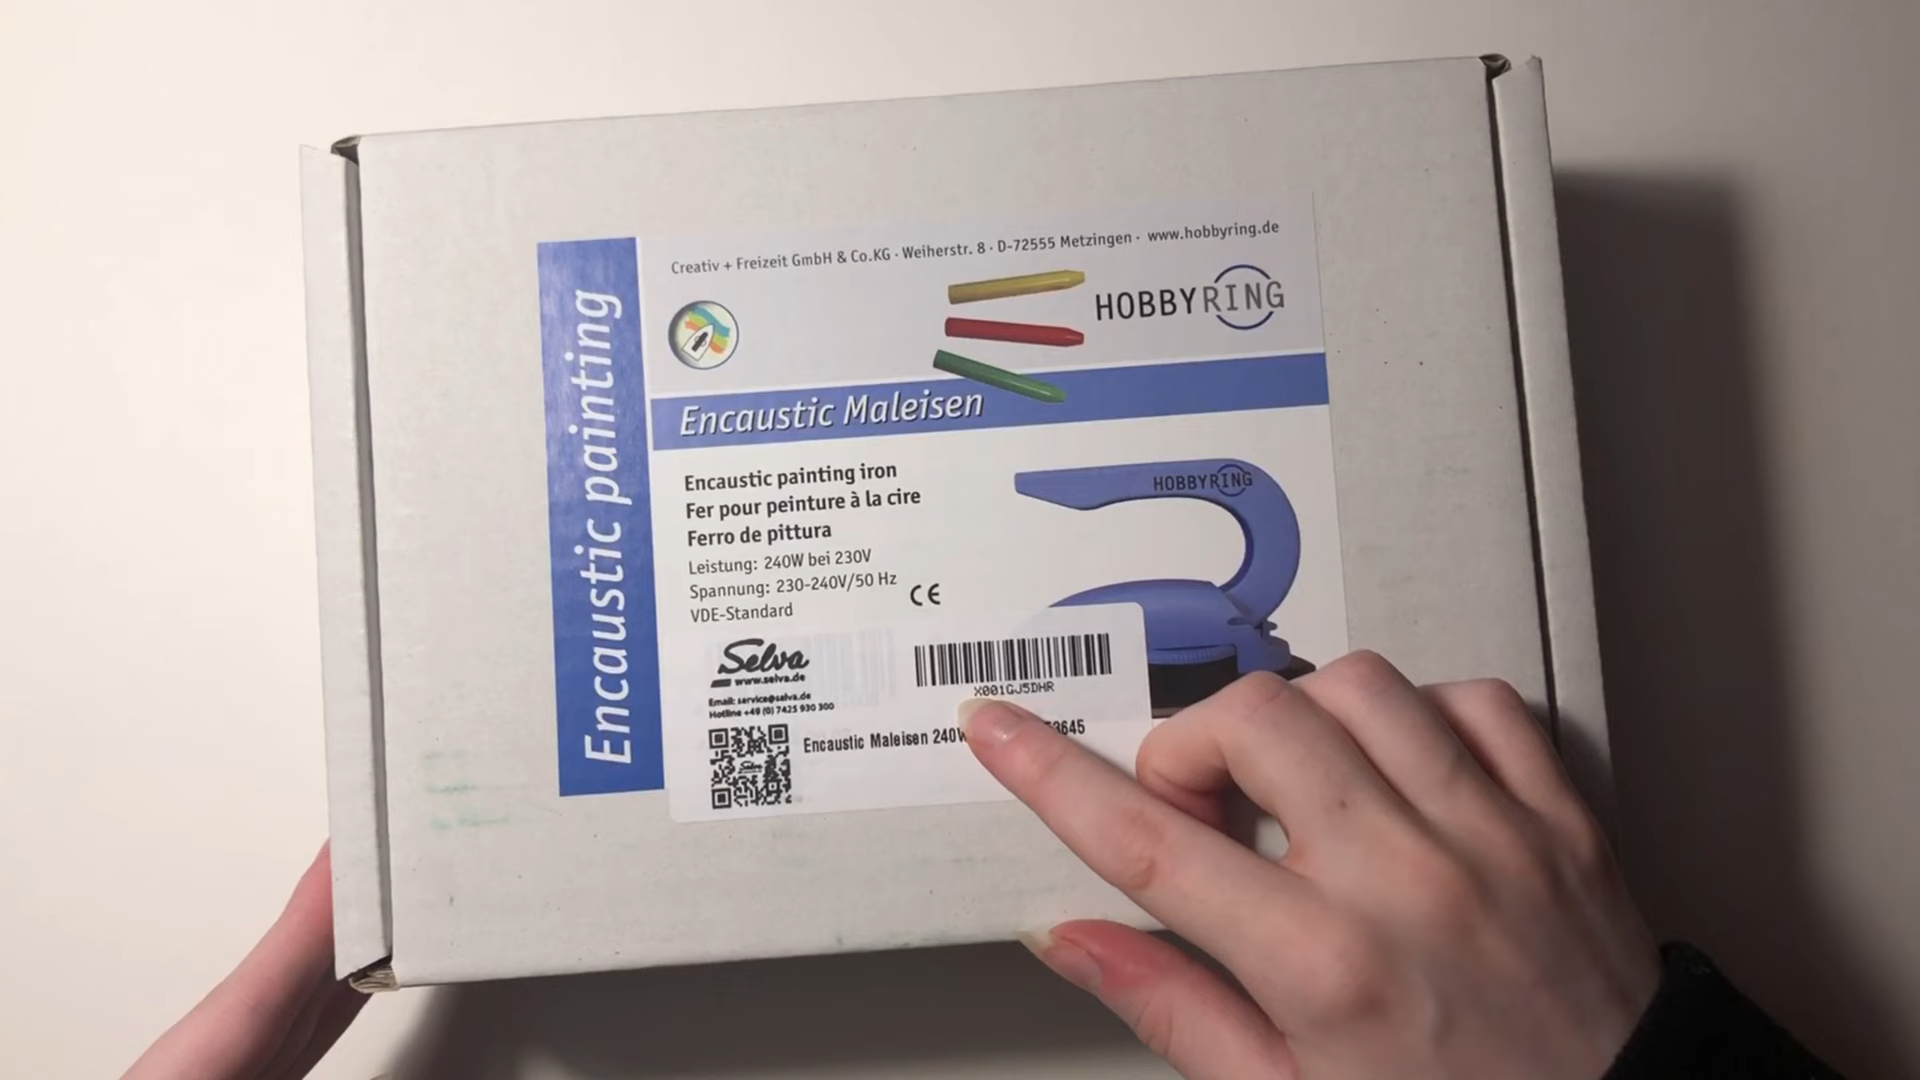 Encaustic painting
Creativ + Freizeit GmbH & Co.KG · Weiherstr. 8 · D-72555 Metzingen · www.hobbyring.de
HOBBYRING
Encaustic Maleisen
Encaustic painting iron
Fer pour peinture à la cire
Ferro de pittura
Leistung: 240W bei 230V
Spannung: 230-240V/50 Hz
VDE-Standard
CE
HOBBYRING
Selva
www.selva.de
Email: service@selva.de
Hotline +49 (0) 7425 930 300
X001GJ5DHR
Encaustic Maleisen 240W
Selva